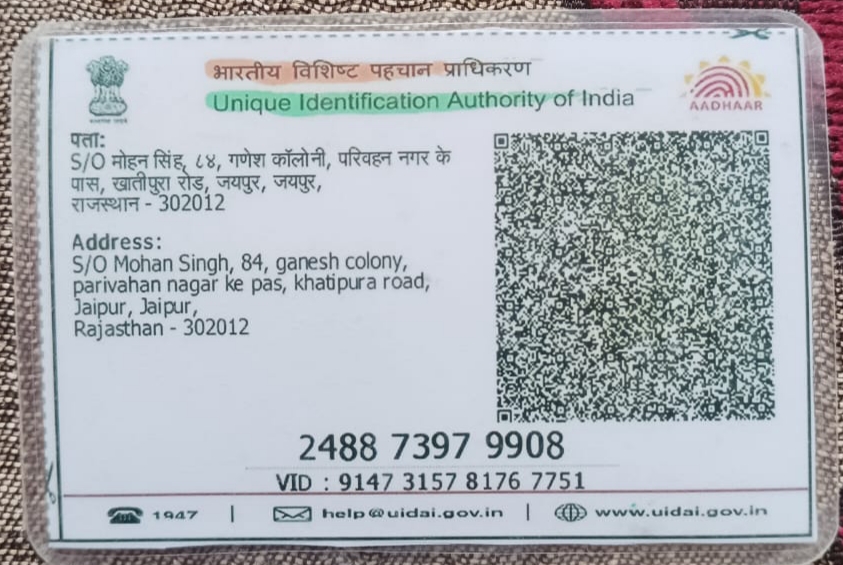 भारतीय विशिष्ट पहचान प्राधिकरण
Unique Identification Authority of India
AADHAAR
पता:
S/O मोहन सिंह, ८४, गणेश कॉलोनी, परिवहन नगर के
पास, खातीपुरा रोड, जयपुर, जयपुर,
राजस्थान - 302012
Address:
S/O Mohan Singh, 84, ganesh colony,
parivahan nagar ke pas, khatipura road,
Jaipur, Jaipur,
Rajasthan - 302012
2488 7397 9908
VID : 9147 3157 8176 7751
1947 | help@uidai.gov.in | www.uidai.gov.in